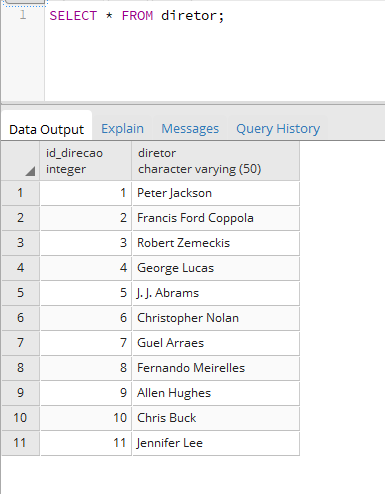 1 SELECT * FROM diretor;
Data Output Explain Messages Query History
id_direcao diretor
integer character varying (50)
1 1 Peter Jackson
2 2 Francis Ford Coppola
3 3 Robert Zemeckis
4 4 George Lucas
5 5 J. J. Abrams
6 6 Christopher Nolan
7 7 Guel Arraes
8 8 Fernando Meirelles
9 9 Allen Hughes
10 10 Chris Buck
11 11 Jennifer Lee